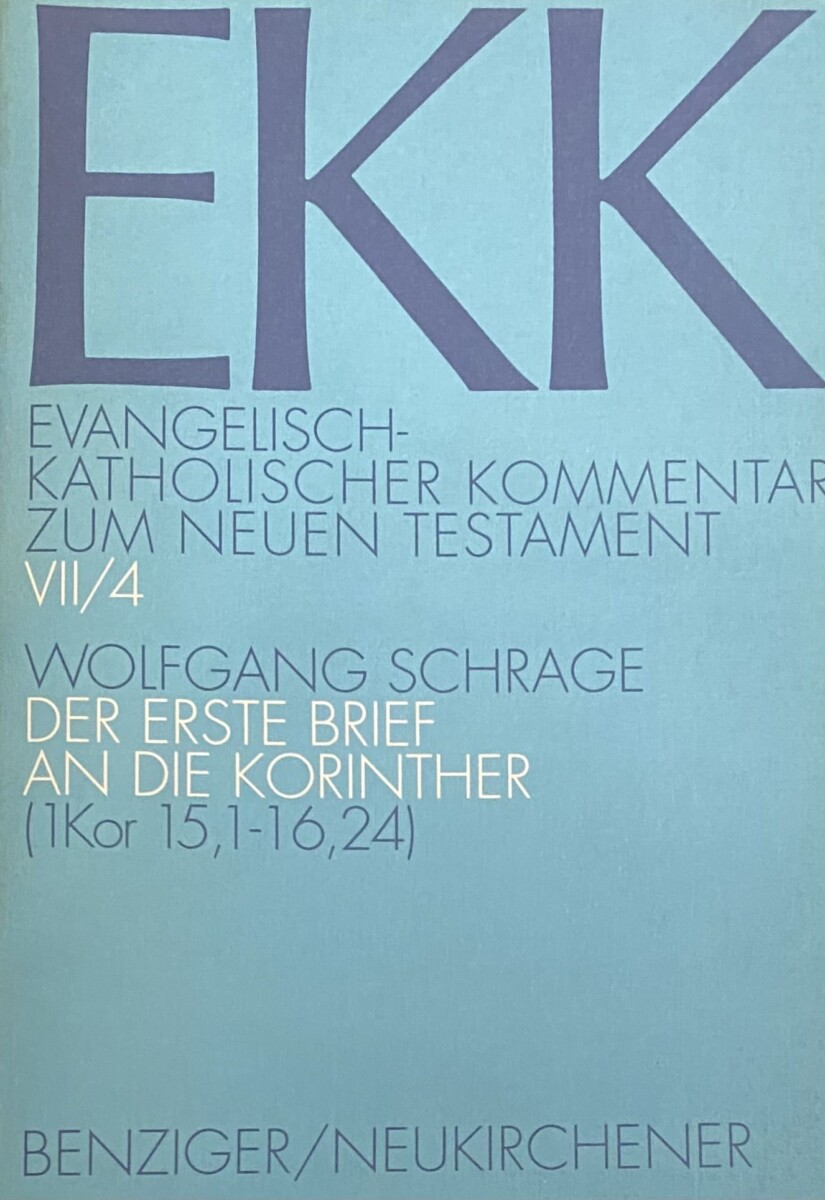 EKK
EVANGELISCH-
KATHOLISCHER KOMMENTAR
ZUM NEUEN TESTAMENT
VII/4
WOLFGANG SCHRAGE
DER ERSTE BRIEF
AN DIE KORINTHER
(1Kor 15,1-16,24)
BENZIGER/NEUKIRCHENER